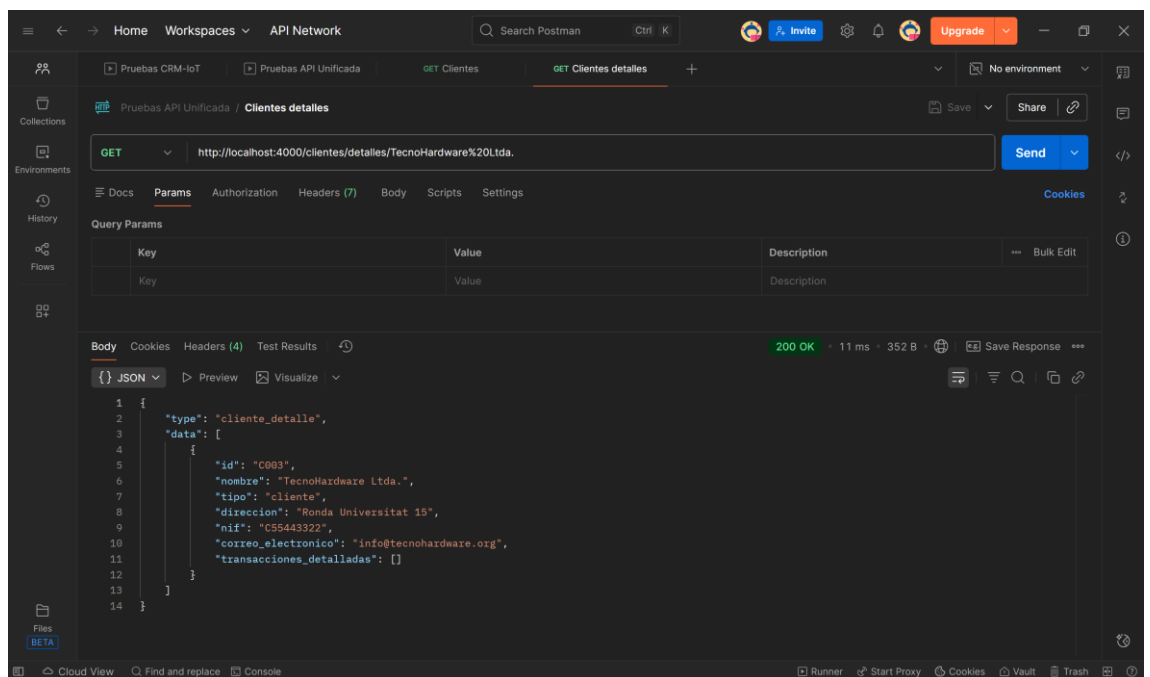 Home Workspaces API Network Search Postman Ctrl K Invite Upgrade
Pruebas CRM-IoT Pruebas API Unificada GET Clientes GET Clientes detalles No environment
Collections
HTTP Pruebas API Unificada / Clientes detalles Save Share
GET http://localhost:4000/clientes/detalles/TecnoHardware%20Ltda. Send
Environments
Docs Params Authorization Headers (7) Body Scripts Settings Cookies
History
Query Params
Key Value Description Bulk Edit
Flows
Key Value Description
Body Cookies Headers (4) Test Results 200 OK 11 ms 352 B e.g. Save Response
{} JSON Preview Visualize
1 {
2 "type": "cliente_detalle",
3 "data": [
4 {
5 "id": "C003",
6 "nombre": "TecnoHardware Ltda.",
7 "tipo": "cliente",
8 "direccion": "Ronda Universitat 15",
9 "nif": "C55443322",
10 "correo_electronico": "info@tecnohardware.org",
11 "transacciones_detalladas": []
12 }
13 ]
14 }
Files
BETA
Cloud View Find and replace Console Runner Start Proxy Cookies Vault Trash